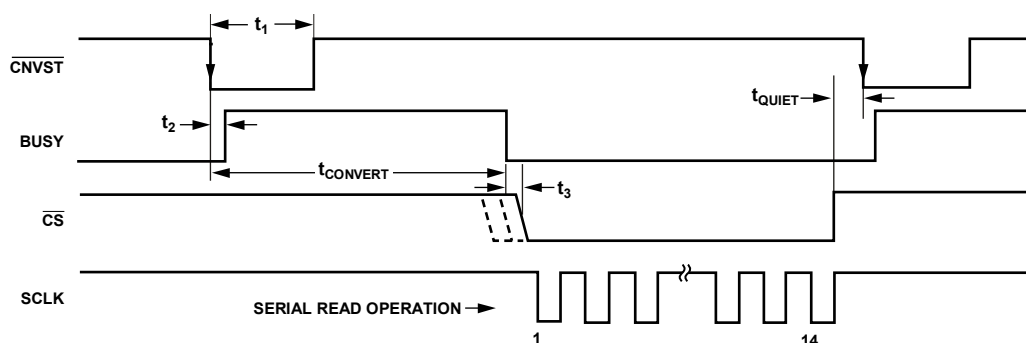 t1
CNVST
tQUIET
t2
BUSY
tCONVERT
t3
CS
SCLK
SERIAL READ OPERATION
1
14